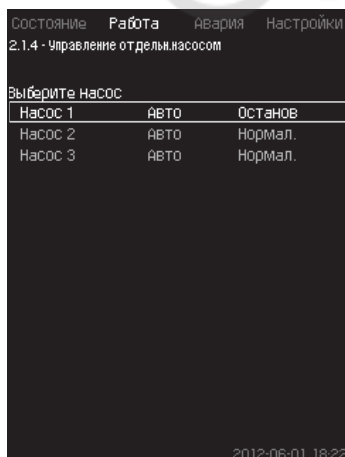 Состояние Работа Авария Настройки
2.1.4 - Управление отдельн.насосом
Выберите насос
Насос 1 Авто Останов
Насос 2 Авто Нормал.
Насос 3 Авто Нормал.
2012-06-01 18:22